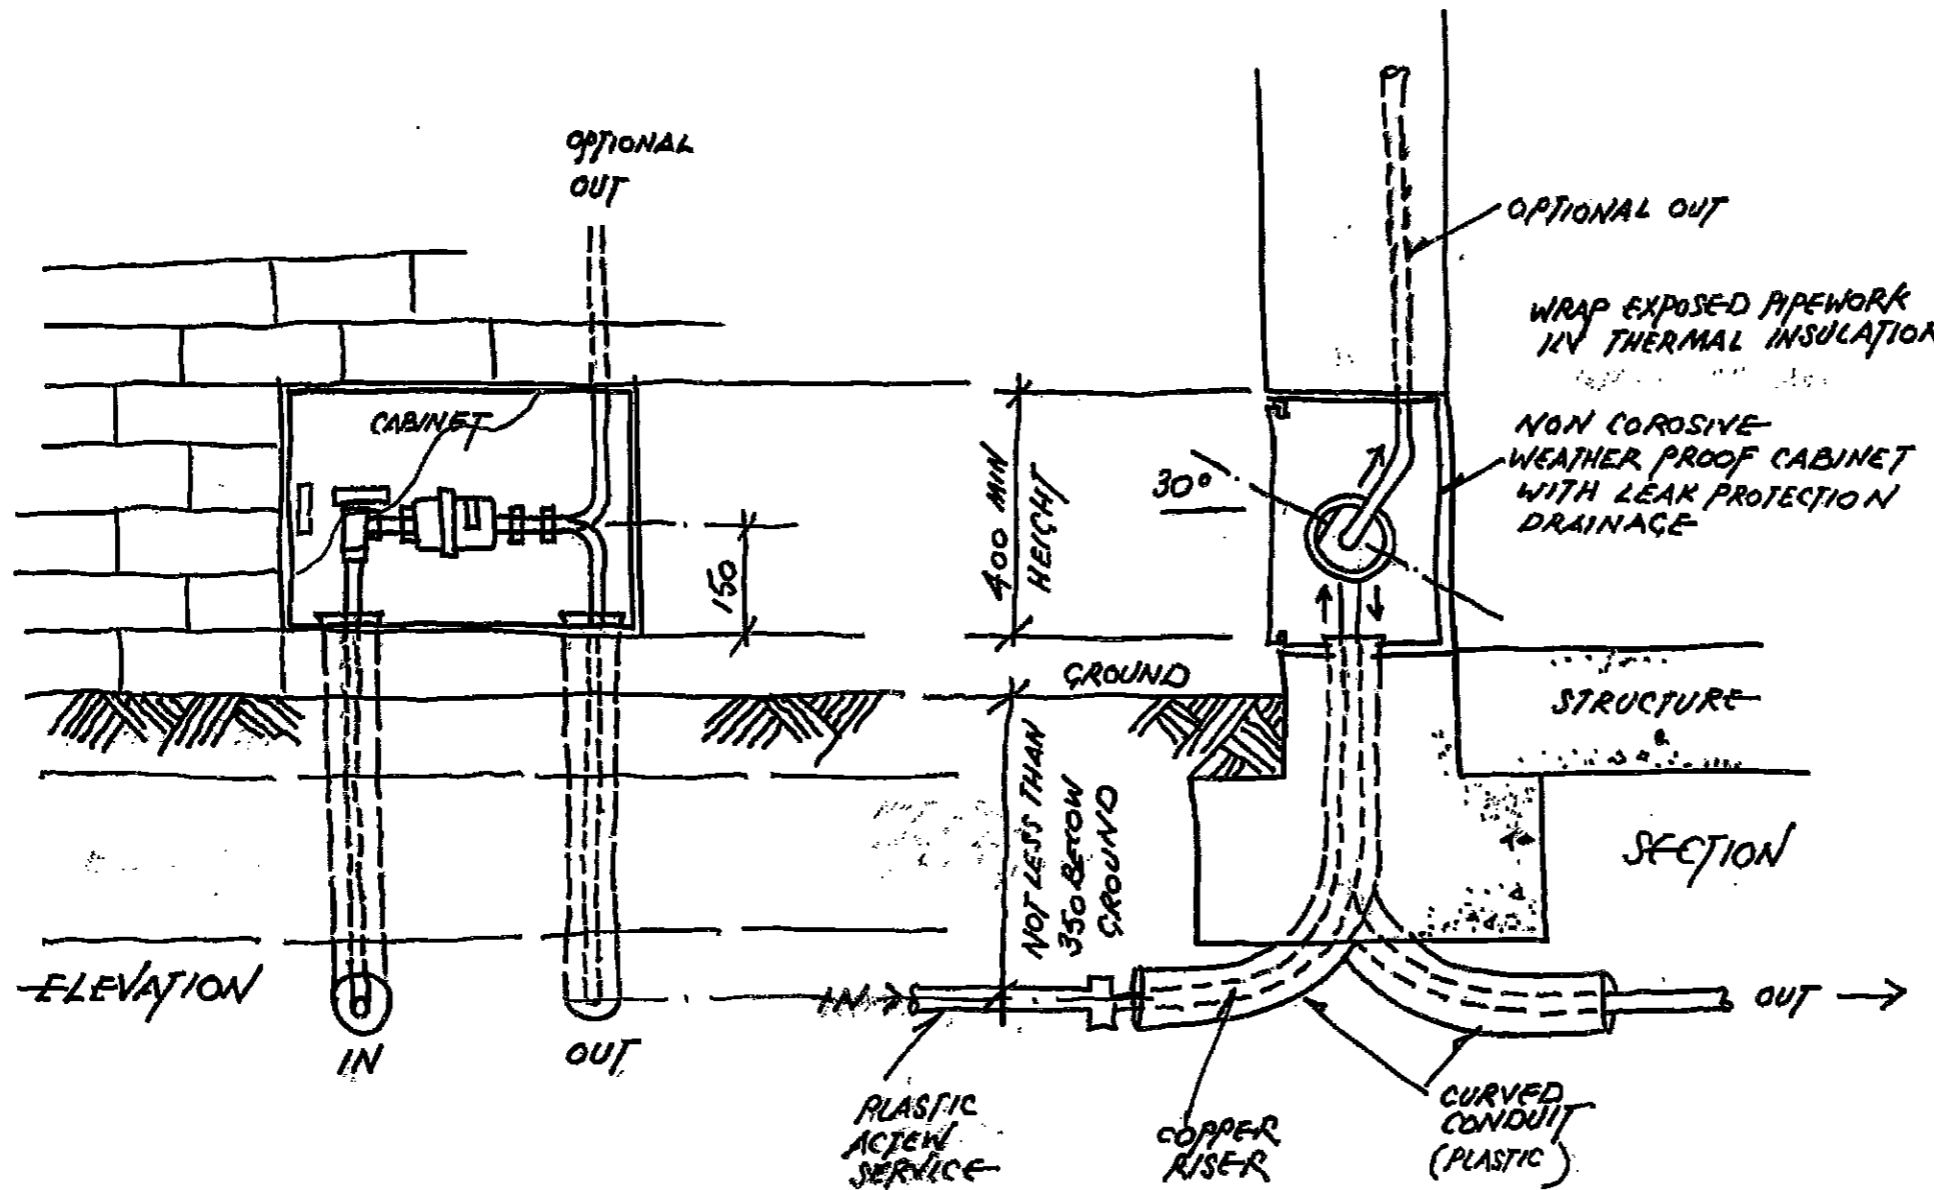 OPTIONAL
OUT
CABINET
150
ELEVATION
IN
OUT
OPTIONAL OUT
WRAP EXPOSED PIPEWORK
IN THERMAL INSULATION
NON COROSIVE
WEATHER PROOF CABINET
WITH LEAK PROTECTION
DRAINAGE
30°
400 MIN
HEIGHT
GROUND
STRUCTURE
NOT LESS THAN
350 BELOW
GROUND
SECTION
IN
OUT
PLASTIC
ACTEW
SERVICE
COPPER
RISER
CURVED
CONDUIT
(PLASTIC)